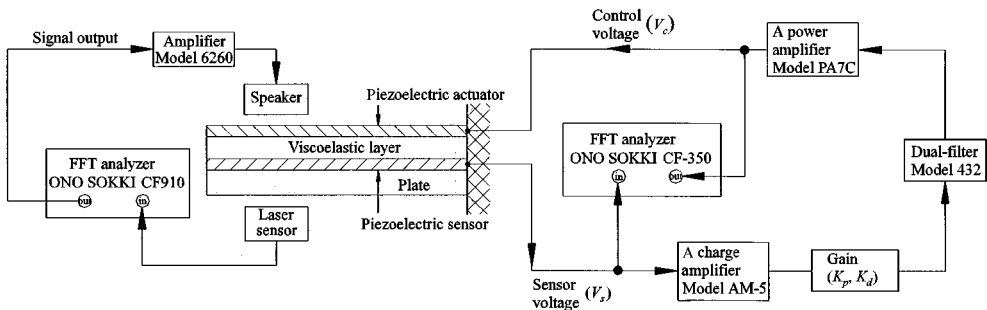 Signal output
Amplifier
Model 6260
Speaker
FFT analyzer
ONO SOKKI CF910
out
in
Laser
sensor
Piezoelectric actuator
Viscoelastic layer
Plate
Piezoelectric sensor
Control
voltage (Vc)
A power
amplifier
Model PA7C
FFT analyzer
ONO SOKKI CF-350
in
out
Dual-filter
Model 432
Sensor
voltage (Vs)
A charge
amplifier
Model AM-5
Gain
(Kp, Kd)